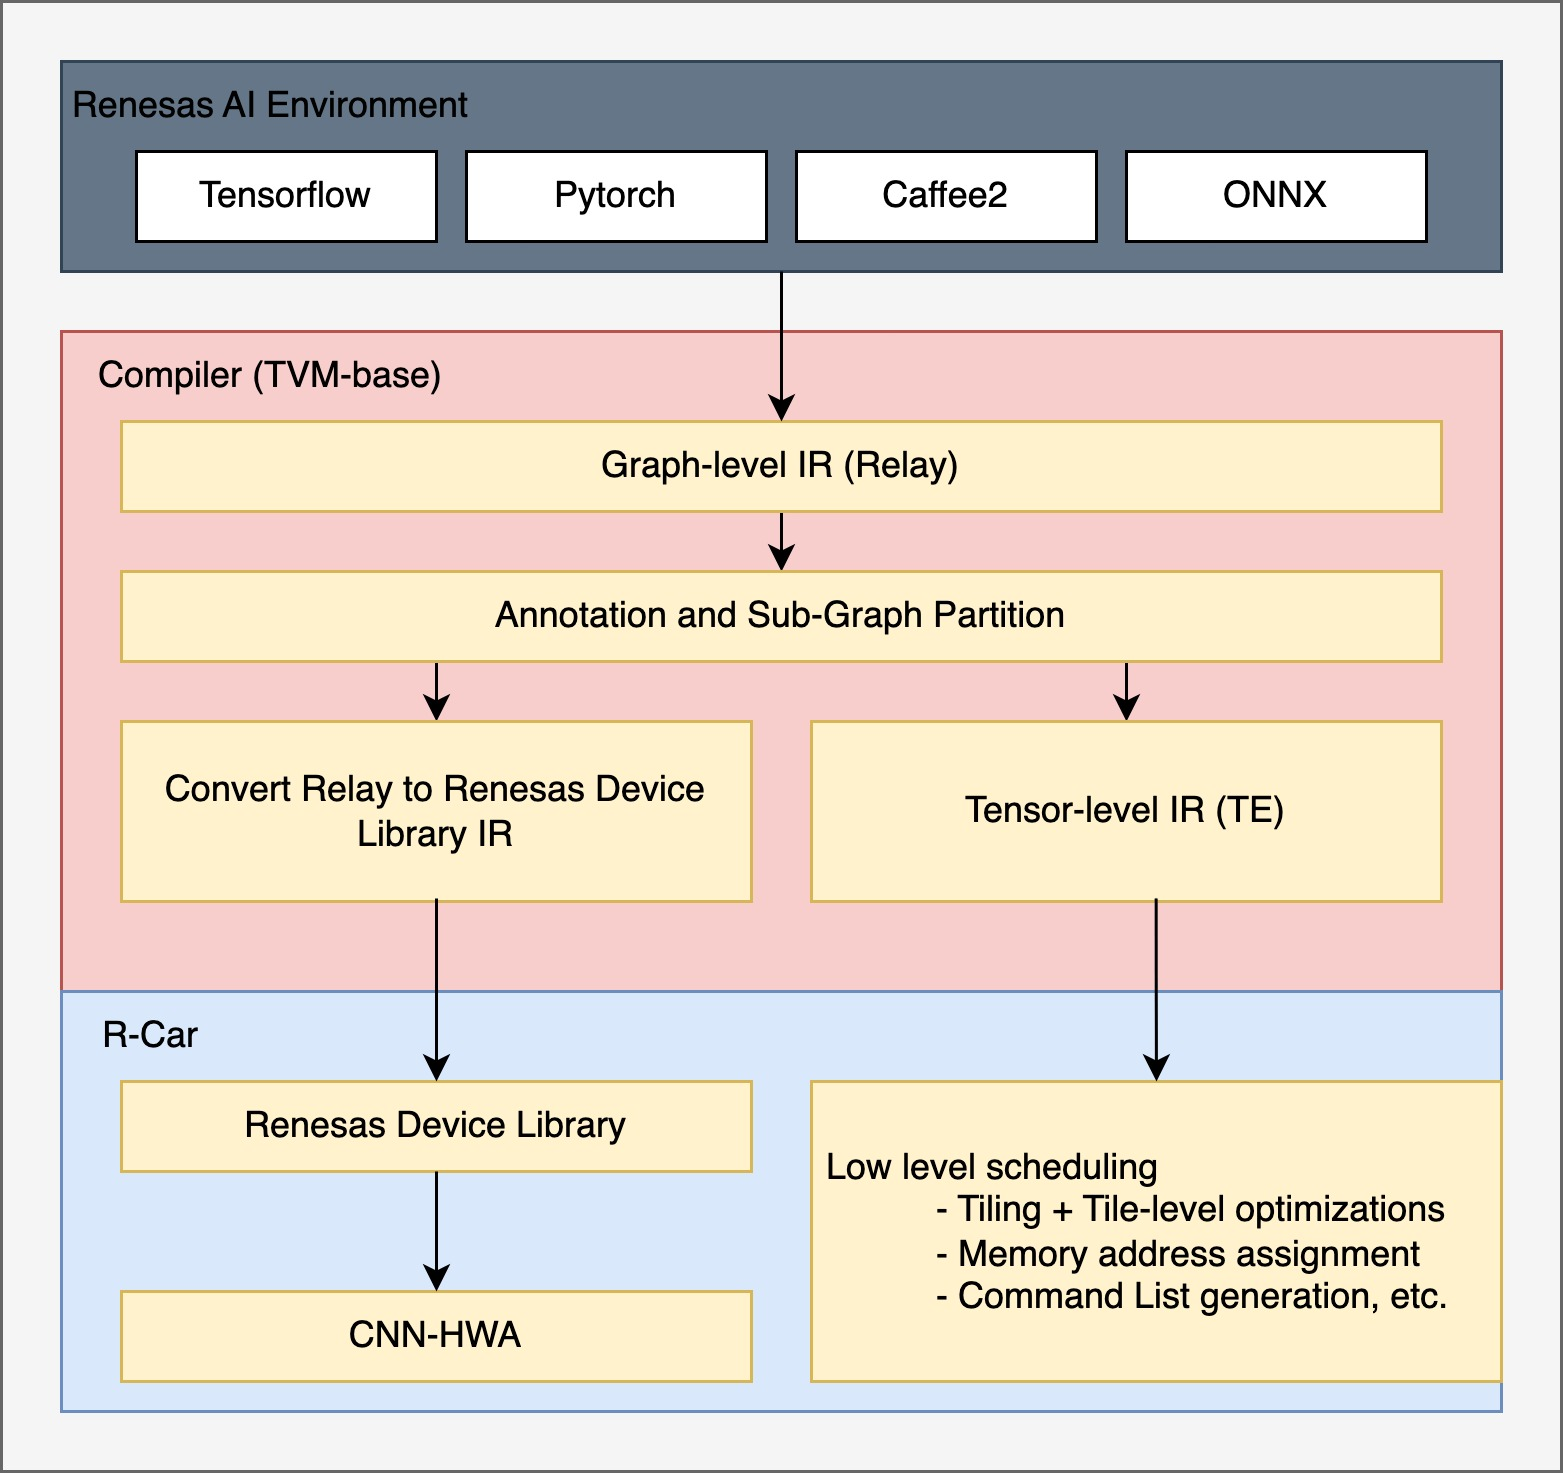 Renesas AI Environment
Tensorflow
Pytorch
Caffee2
ONNX
Compiler (TVM-base)
Graph-level IR (Relay)
Annotation and Sub-Graph Partition
Convert Relay to Renesas Device
Library IR
Tensor-level IR (TE)
R-Car
Renesas Device Library
CNN-HWA
Low level scheduling
- Tiling + Tile-level optimizations
- Memory address assignment
- Command List generation, etc.